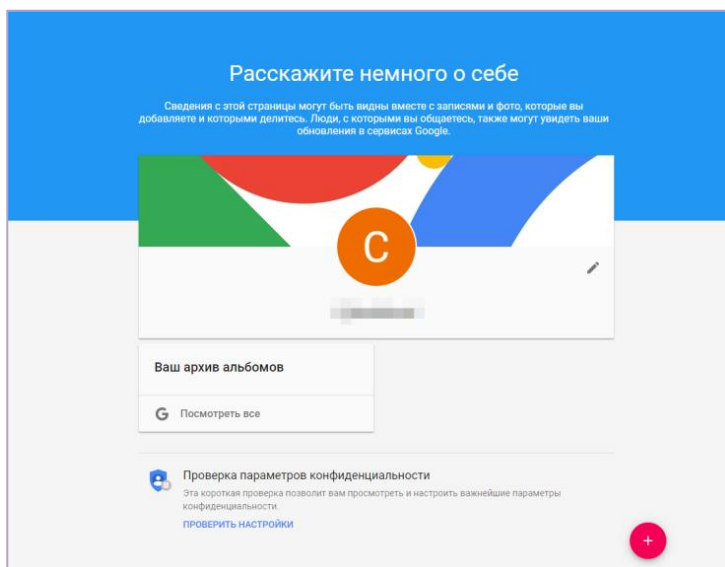 Расскажите немного о себе
Сведения с этой страницы могут быть видны вместе с записями и фото, которые вы
добавляете и которыми делитесь. Люди, с которыми вы общаетесь, также могут увидеть ваши
обновления в сервисах Google.
С
Ваш архив альбомов
G Посмотреть все
Проверка параметров конфиденциальности
Эта короткая проверка позволит вам просмотреть и настроить важнейшие параметры
конфиденциальности.
ПРОВЕРИТЬ НАСТРОЙКИ
+